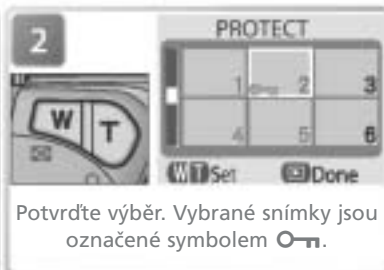 2
PROTECT
1 2 3
4 5 6
W T
W T Set Done
Potvrďte výběr. Vybrané snímky jsou
označené symbolem.